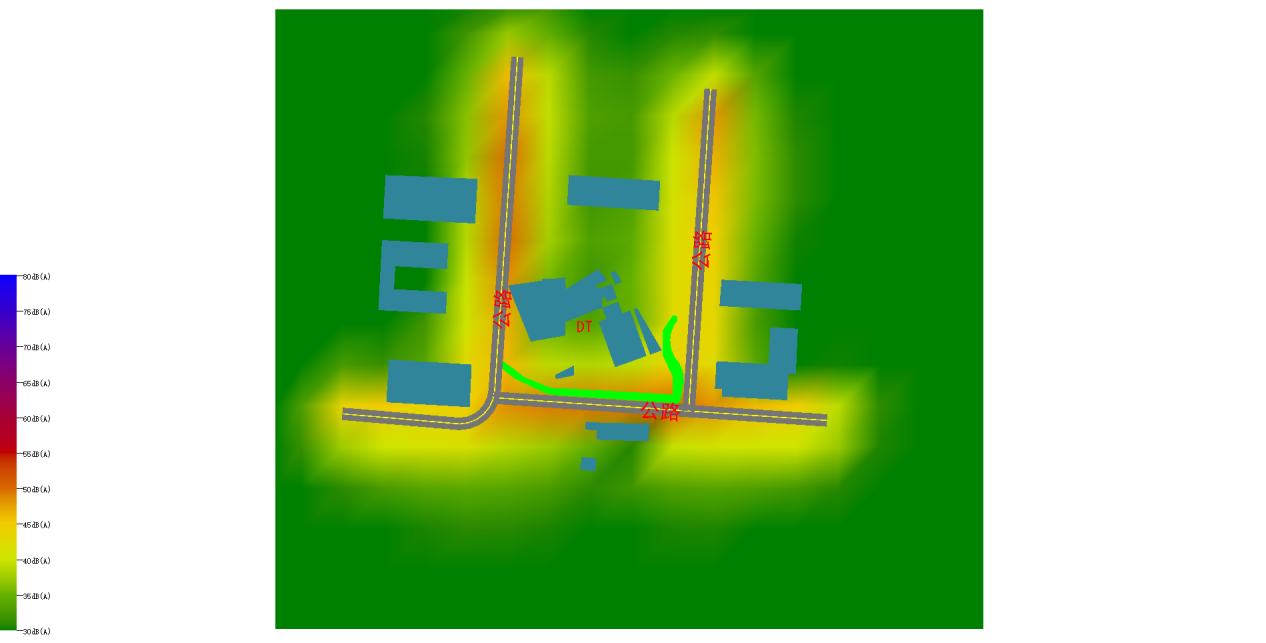 公路
80dB(A)
75dB(A)
70dB(A)
65dB(A)
60dB(A)
55dB(A)
50dB(A)
45dB(A)
40dB(A)
35dB(A)
30dB(A)
公路
DT
公路